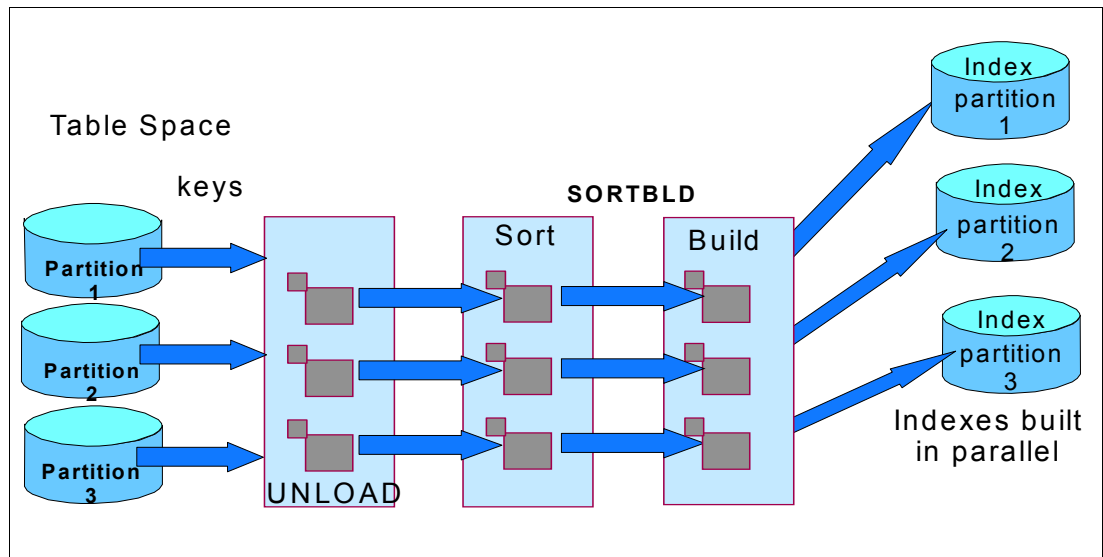 Table Space
keys
Partition
1
Partition
2
Partition
3
UNLOAD
SORTBLD
Sort
Build
Index
partition
1
Index
partition
2
Index
partition
3
Indexes built
in parallel